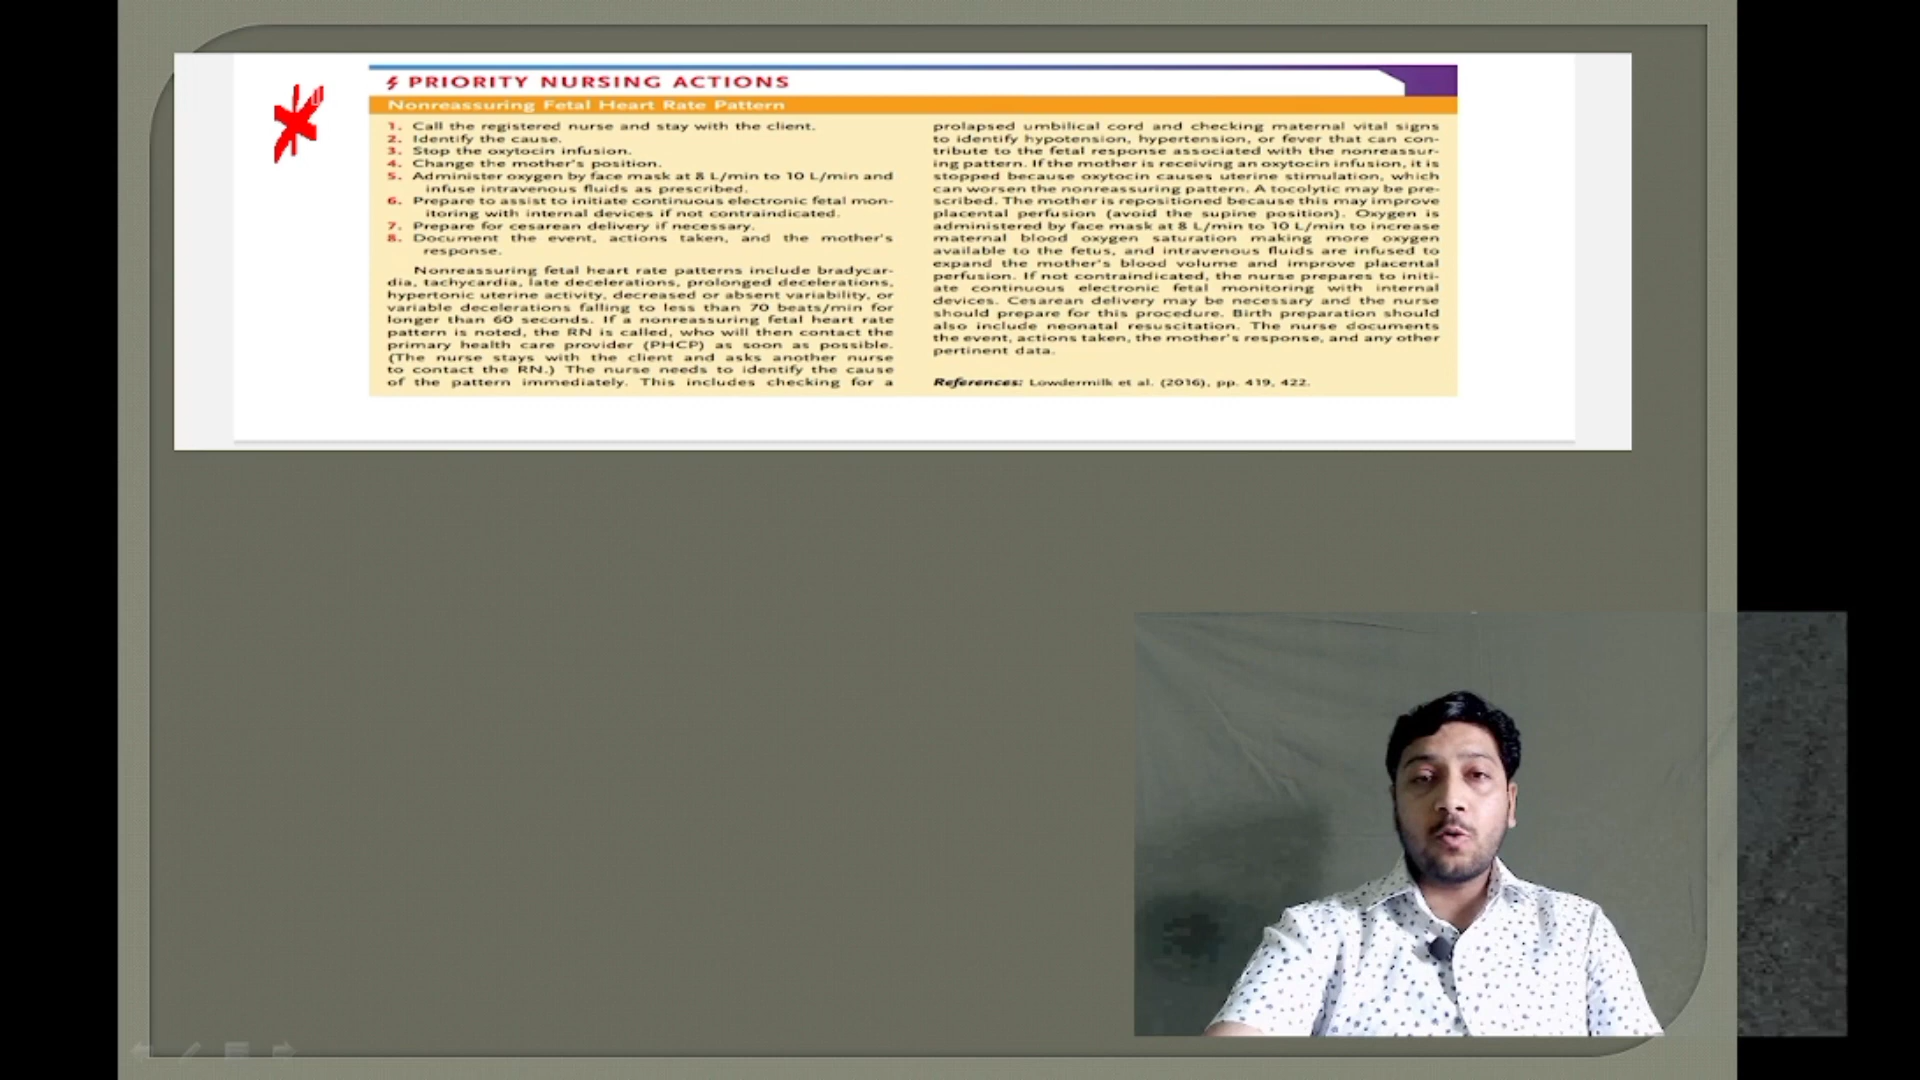 PRIORITY NURSING ACTIONS
Nonreassuring Fetal Heart Rate Pattern
1. Call the registered nurse and stay with the client.
2. Identify the cause.
3. Stop the oxytocin infusion.
4. Change the mother's position.
5. Administer oxygen by face mask at 8 L/min to 10 L/min and
infuse intravenous fluids as prescribed.
6. Prepare to assist to initiate continuous electronic fetal mon-
itoring with internal devices if not contraindicated.
7. Prepare for cesarean delivery if necessary.
8. Document the event, actions taken, and the mother's
response.
Nonreassuring fetal heart rate patterns include bradycar-
dia, tachycardia, late decelerations, prolonged decelerations,
hypertonic uterine activity, decreased or absent variability, or
variable decelerations falling to less than 70 beats/min for
longer than 60 seconds. If a nonreassuring fetal heart rate
pattern is noted, the RN is called, who will then contact the
primary health care provider (PHCP) as soon as possible.
(The nurse stays with the client and asks another nurse
to contact the RN.) The nurse needs to identify the cause
of the pattern immediately. This includes checking for a
prolapsed umbilical cord and checking maternal vital signs
to identify hypotension, hypertension, or fever that can con-
tribute to the fetal response associated with the nonreassur-
ing pattern. If the mother is receiving an oxytocin infusion, it is
stopped because oxytocin causes uterine stimulation, which
can worsen the nonreassuring pattern. A tocolytic may be pre-
scribed. The mother is repositioned because this may improve
placental perfusion (avoid the supine position). Oxygen is
administered by face mask at 8 L/min to 10 L/min to increase
maternal blood oxygen saturation making more oxygen
available to the fetus, and intravenous fluids are infused to
expand the mother's blood volume and improve placental
perfusion. If not contraindicated, the nurse prepares to initi-
ate continuous electronic fetal monitoring with internal
devices. Cesarean delivery may be necessary and the nurse
should prepare for this procedure. Birth preparation should
also include neonatal resuscitation. The nurse documents
the event, actions taken, the mother's response, and any other
pertinent data.
References: Lowdermilk et al. (2016), pp. 419, 422.